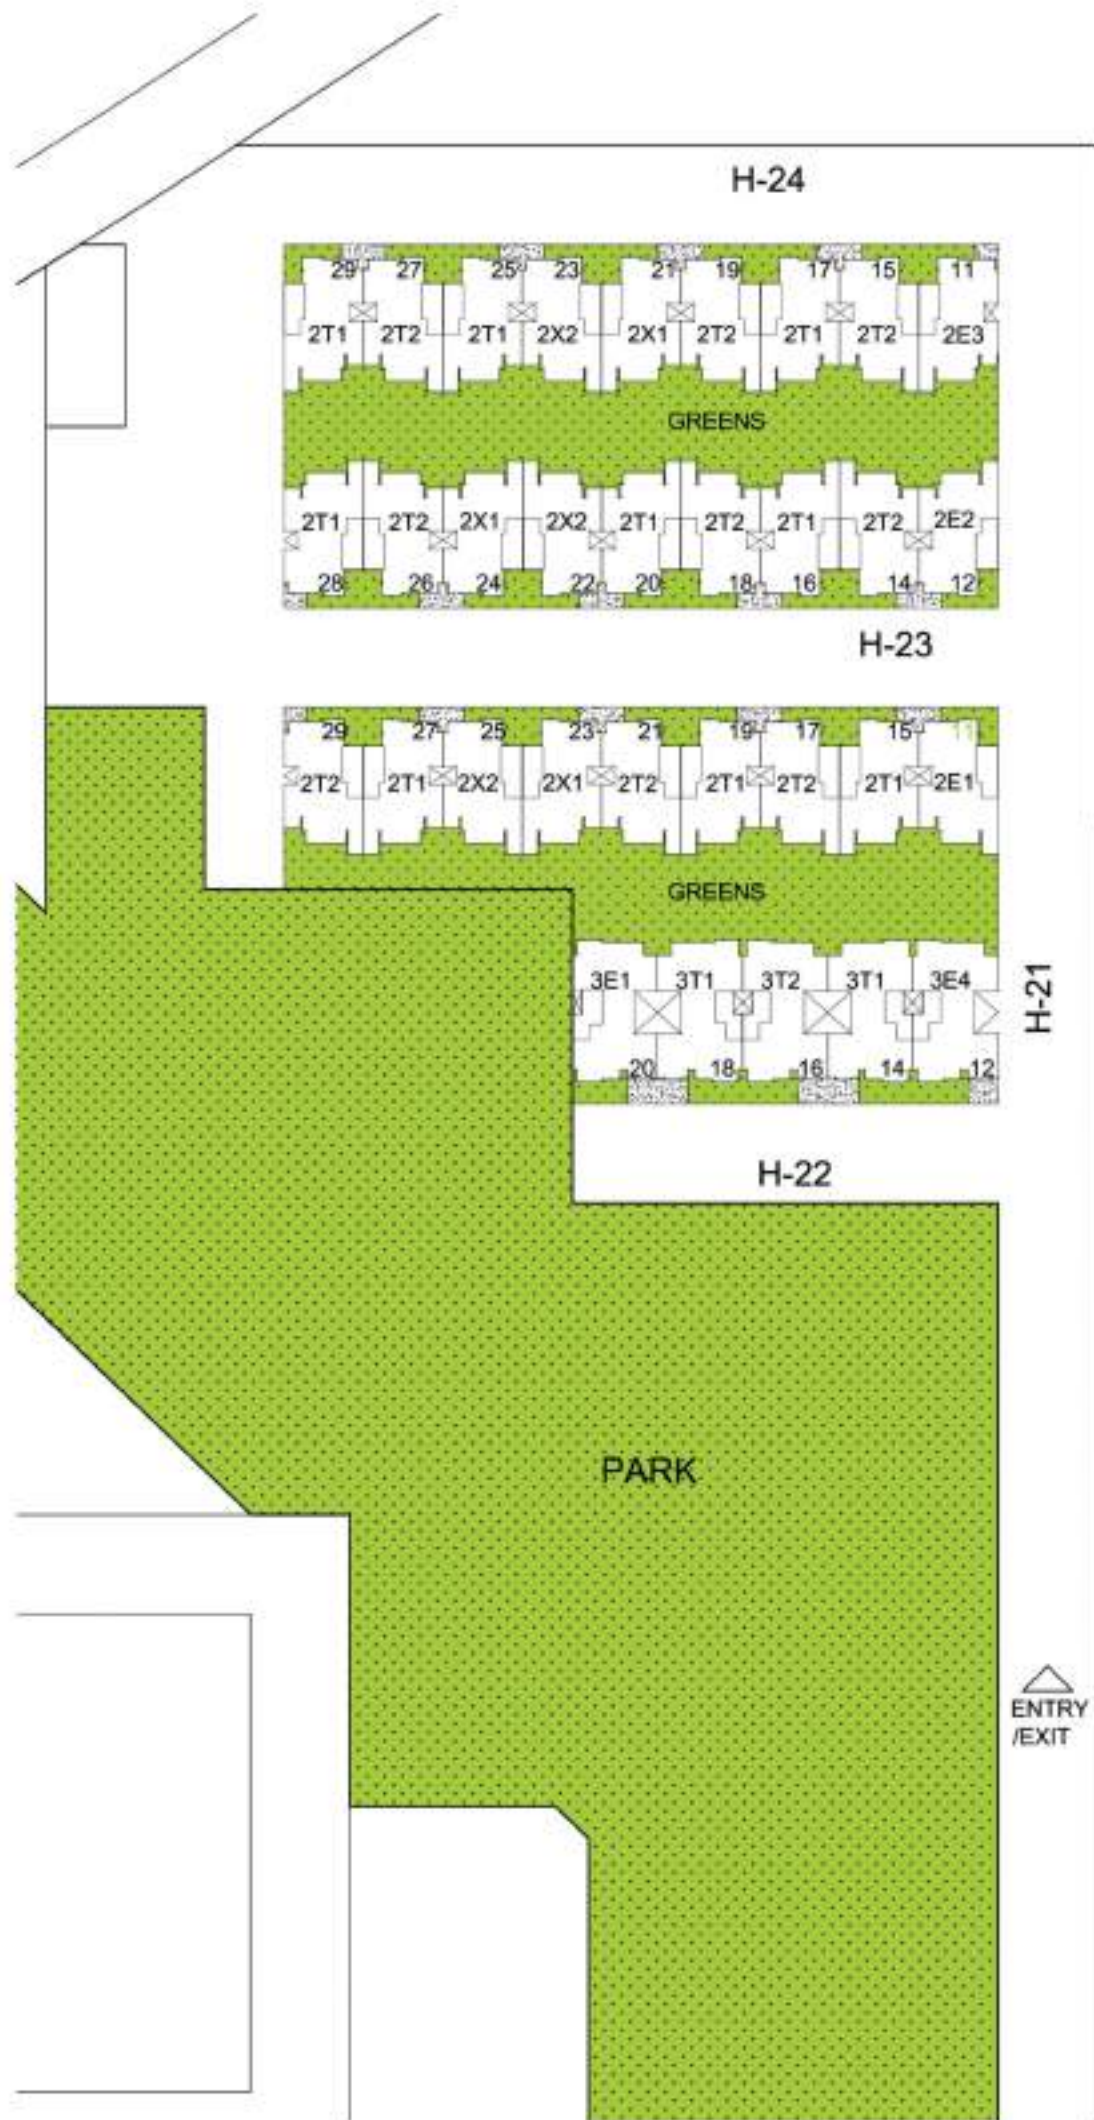 H-24
29 27 25 23 21 19 17 15 11
2T1 2T2 2T1 2X2 2X1 2T2 2T1 2T2 2E3
GREENS
2T1 2T2 2X1 2X2 2T1 2T2 2T1 2T2 2E2
28 26 24 22 20 18 16 14 12
H-23
29 27 25 23 21 19 17 15 11
2T2 2T1 2X2 2X1 2T2 2T1 2T2 2T1 2E1
GREENS
3E1 3T1 3T2 3T1 3E4
H-21
20 18 16 14 12
H-22
PARK
ENTRY
/EXIT